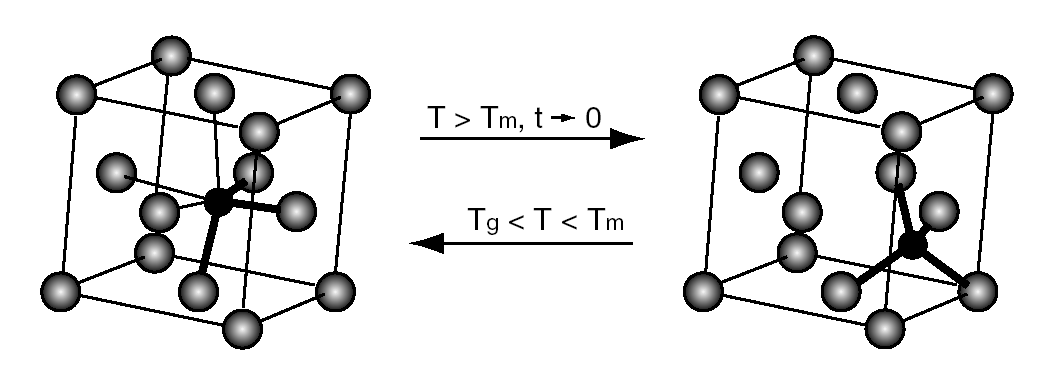 T > Tm, t → 0
Tg < T < Tm